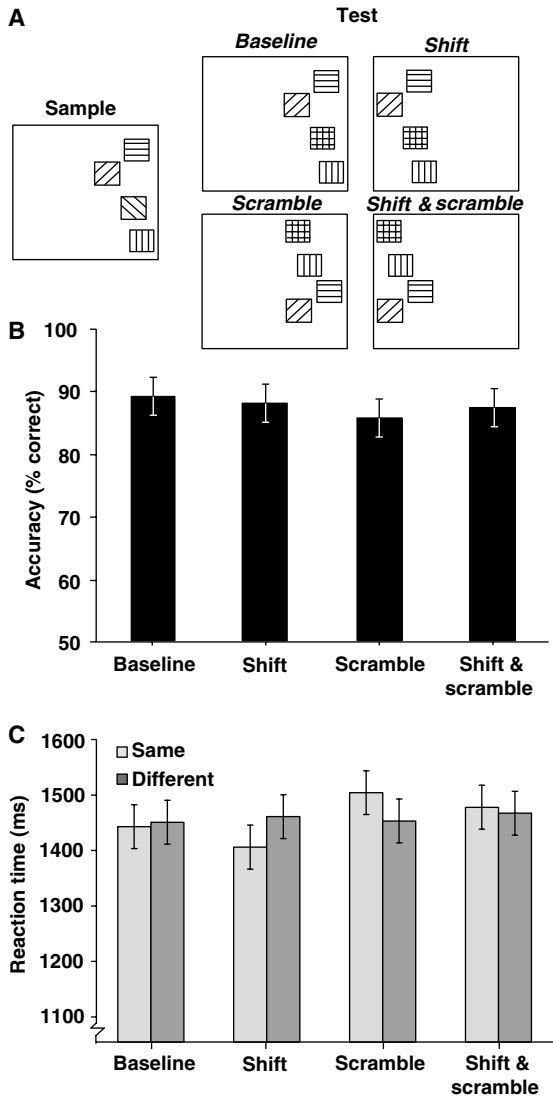 A
Test
Baseline
Shift
Sample
Scramble
Shift & scramble
B
100
90
80
70
60
50
Accuracy (% correct)
Baseline
Shift
Scramble
Shift &
scramble
C
1600
1500
1400
1300
1200
1100
Reaction time (ms)
Same
Different
Baseline
Shift
Scramble
Shift &
scramble